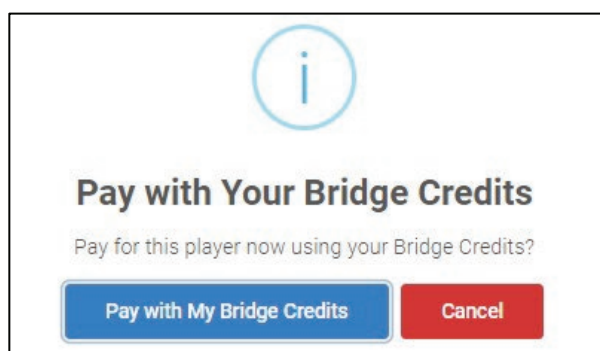 i
Pay with Your Bridge Credits
Pay for this player now using your Bridge Credits?
Pay with My Bridge Credits Cancel